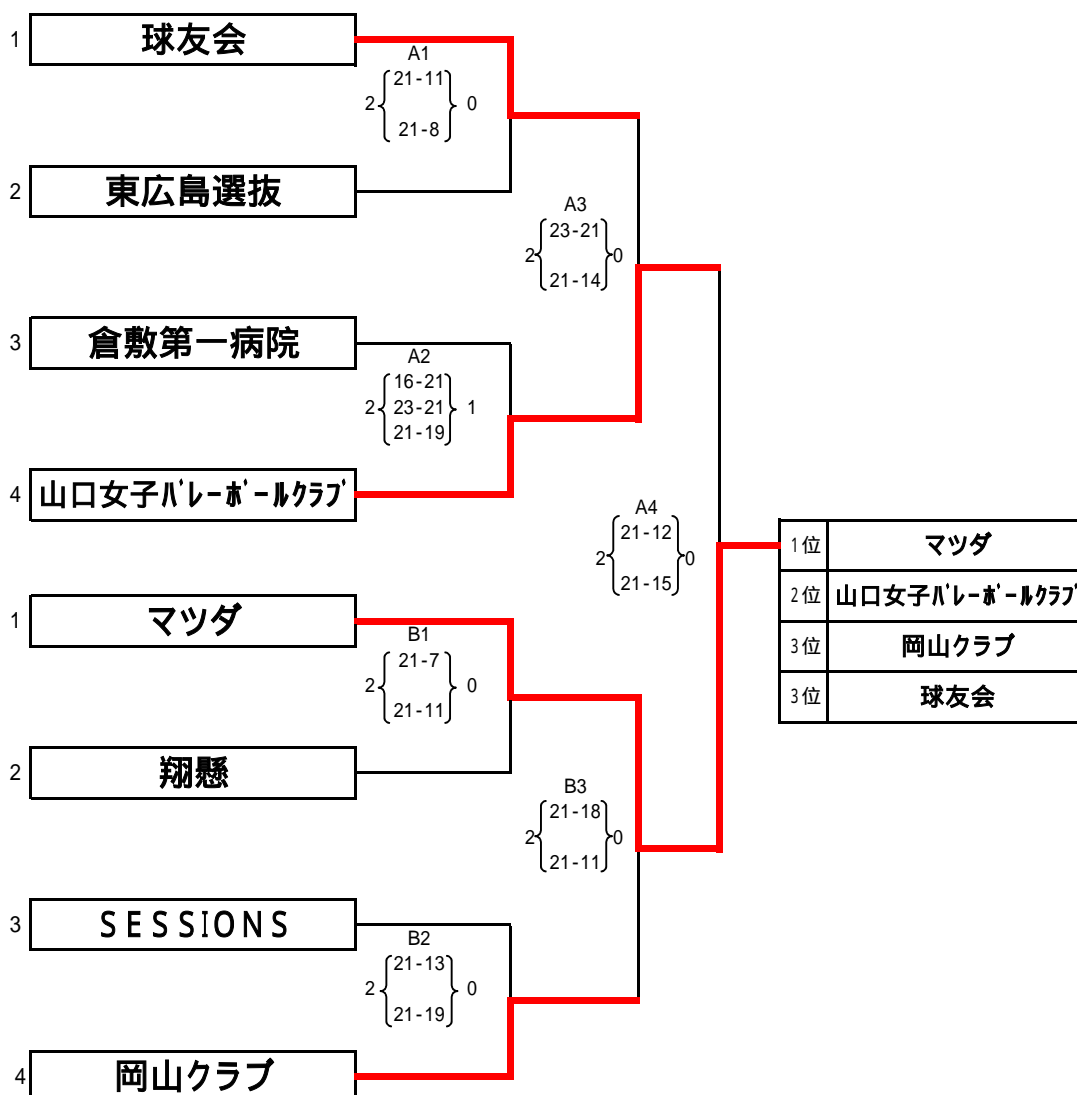 1 球友会
A1
21-11
2 0
21-8
2 東広島選抜
A3
23-21
2 0
21-14
3 倉敷第一病院
A2
16-21
2 23-21 1
21-19
4 山口女子ﾊﾞﾚｰﾎﾞｰﾙｸﾗﾌﾞ
A4
21-12
2 0
21-15
1位 マツダ
2位 山口女子ﾊﾞﾚｰﾎﾞｰﾙｸﾗﾌﾞ
3位 岡山クラブ
3位 球友会
1 マツダ
B1
21-7
2 0
21-11
2 翔懸
B3
21-18
2 0
21-11
3 ＳＥＳＳＩＯＮＳ
B2
21-13
2 0
21-19
4 岡山クラブ